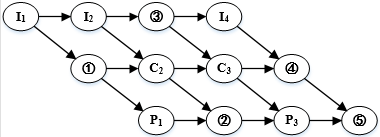 I₁ I₂ ③ I₄
① C₂ C₃ ④
P₁ ② P₃ ⑤